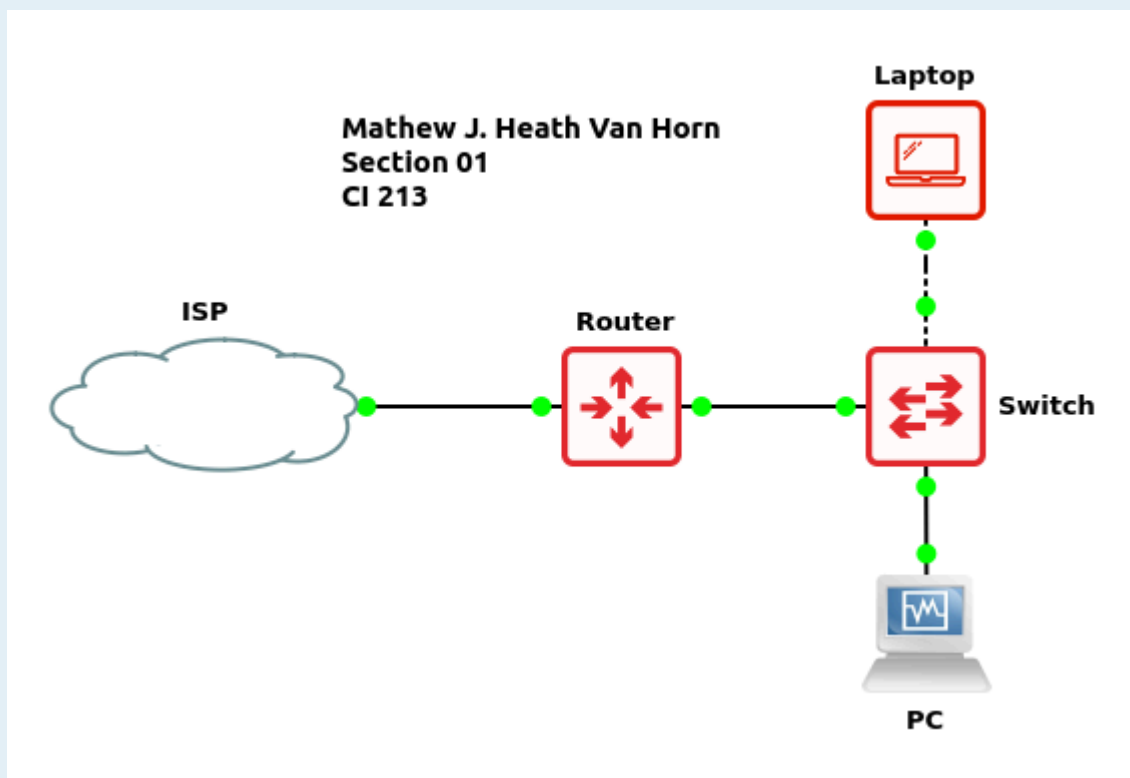 Laptop
Mathew J. Heath Van Horn
Section 01
CI 213
ISP
Router
Switch
PC